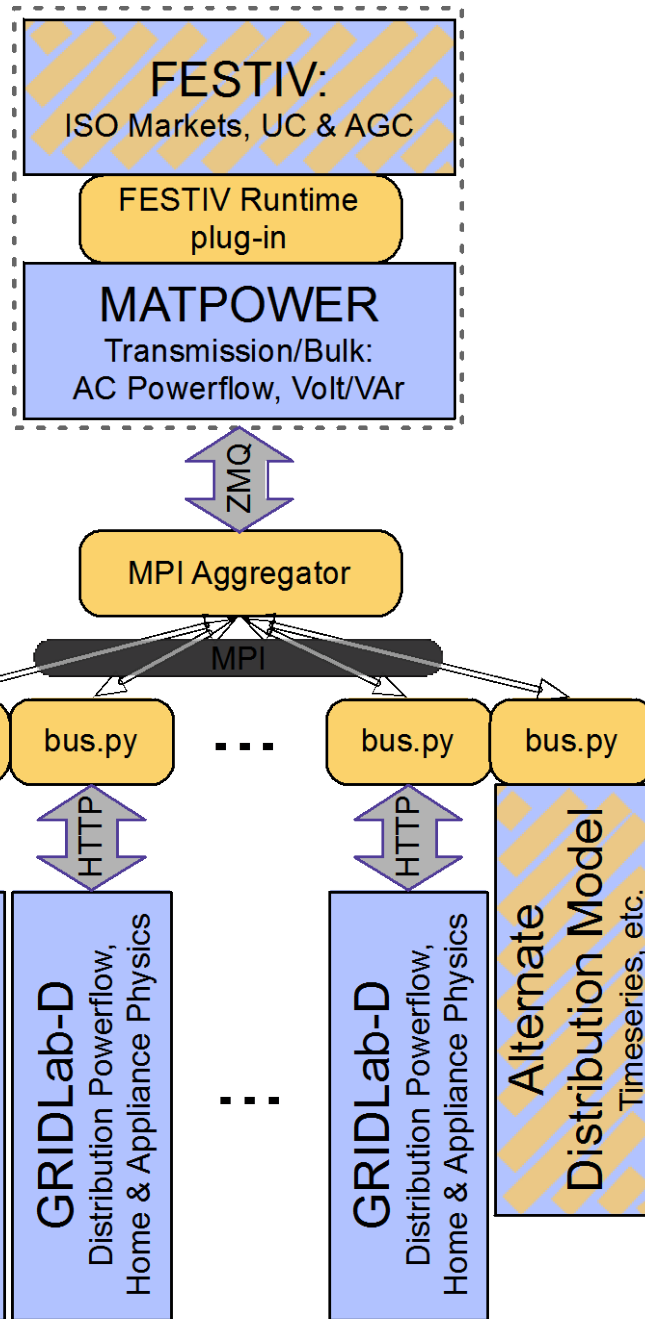 FESTIV:
ISO Markets, UC & AGC
FESTIV Runtime
plug-in
MATPOWER
Transmission/Bulk:
AC Powerflow, Volt/VAr
ZMQ
MPI Aggregator
MPI
bus.py
...
bus.py
bus.py
HTTP
HTTP
GRIDLab-D
Distribution Powerflow,
Home & Appliance Physics
...
GRIDLab-D
Distribution Powerflow,
Home & Appliance Physics
Alternate
Distribution Model
Timeseries, etc.